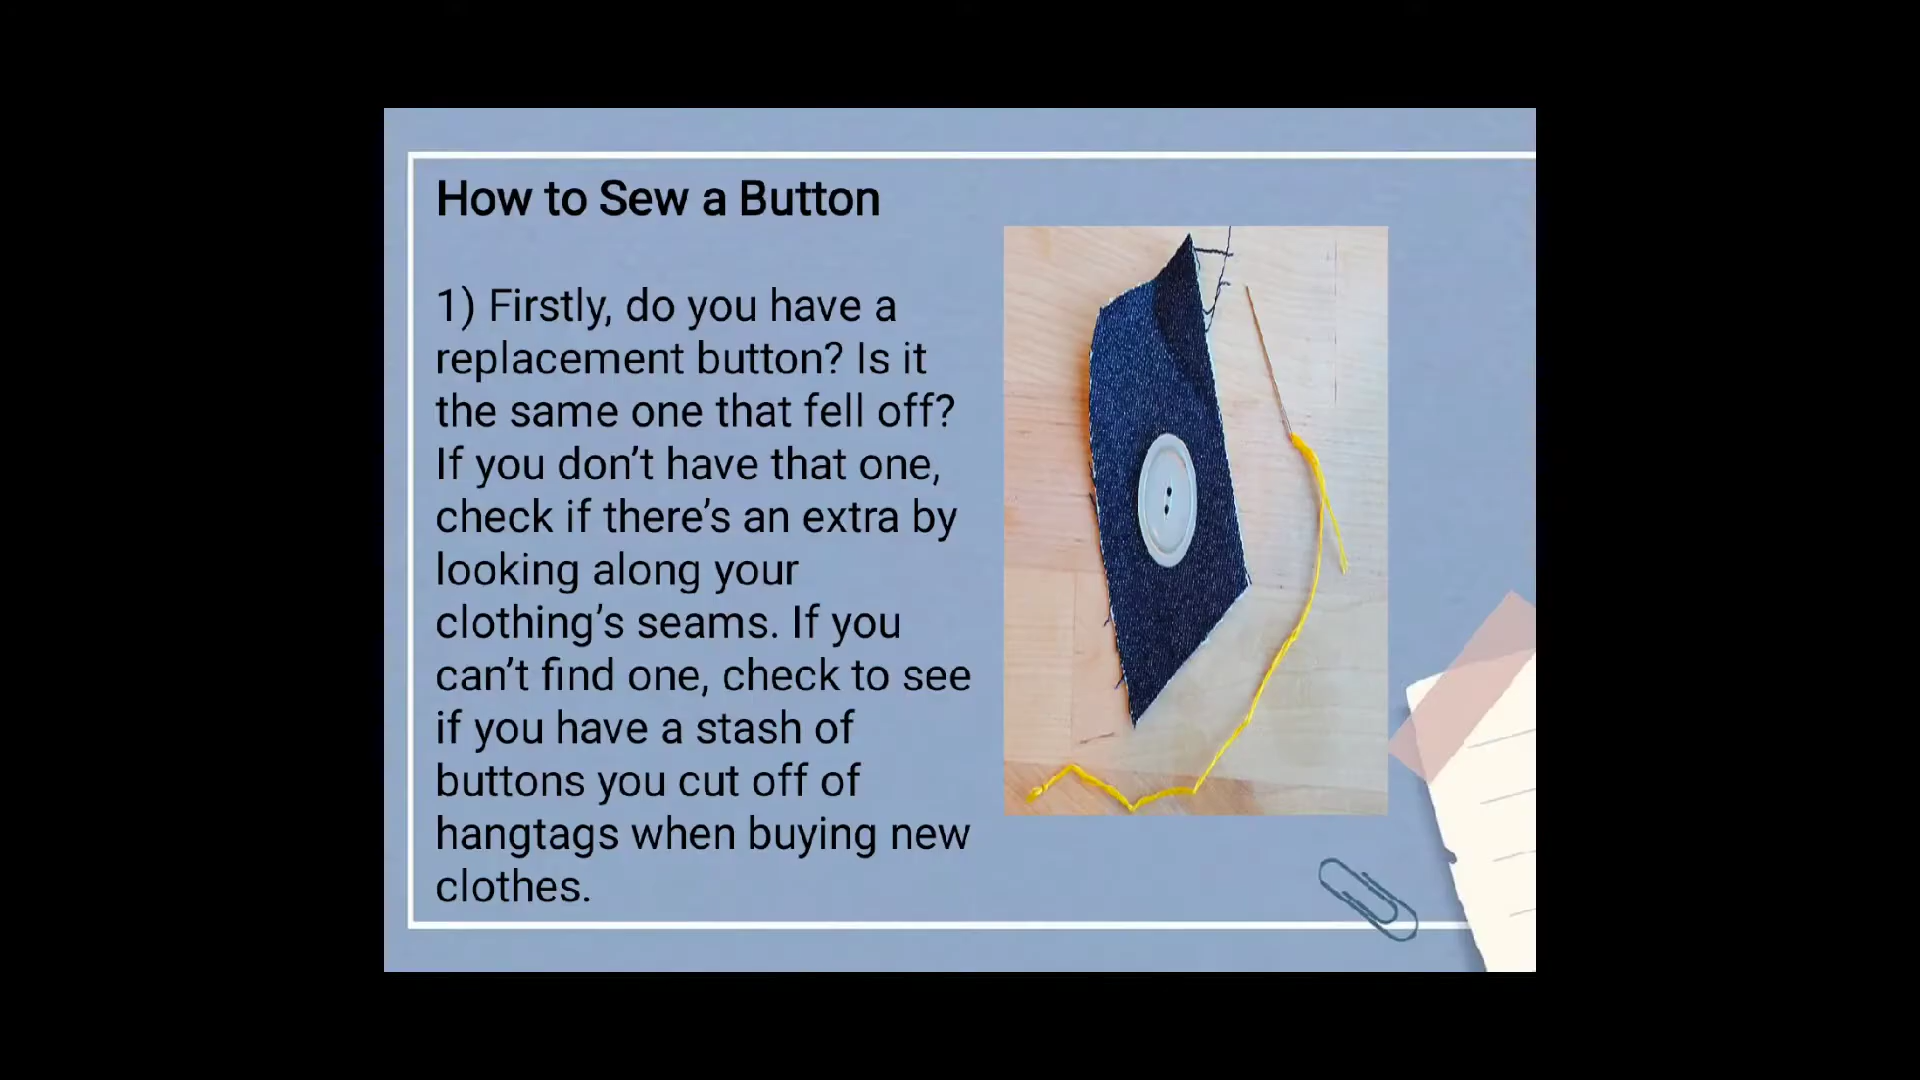 How to Sew a Button
1) Firstly, do you have a
replacement button? Is it
the same one that fell off?
If you don’t have that one,
check if there’s an extra by
looking along your
clothing’s seams. If you
can’t find one, check to see
if you have a stash of
buttons you cut off of
hangtags when buying new
clothes.